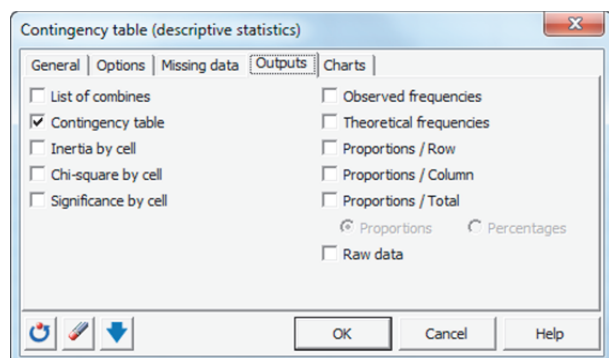 Contingency table (descriptive statistics)
General Options Missing data Outputs Charts
List of combines
Contingency table
Inertia by cell
Chi-square by cell
Significance by cell
Observed frequencies
Theoretical frequencies
Proportions / Row
Proportions / Column
Proportions / Total
Proportions Percentages
Raw data
OK Cancel Help